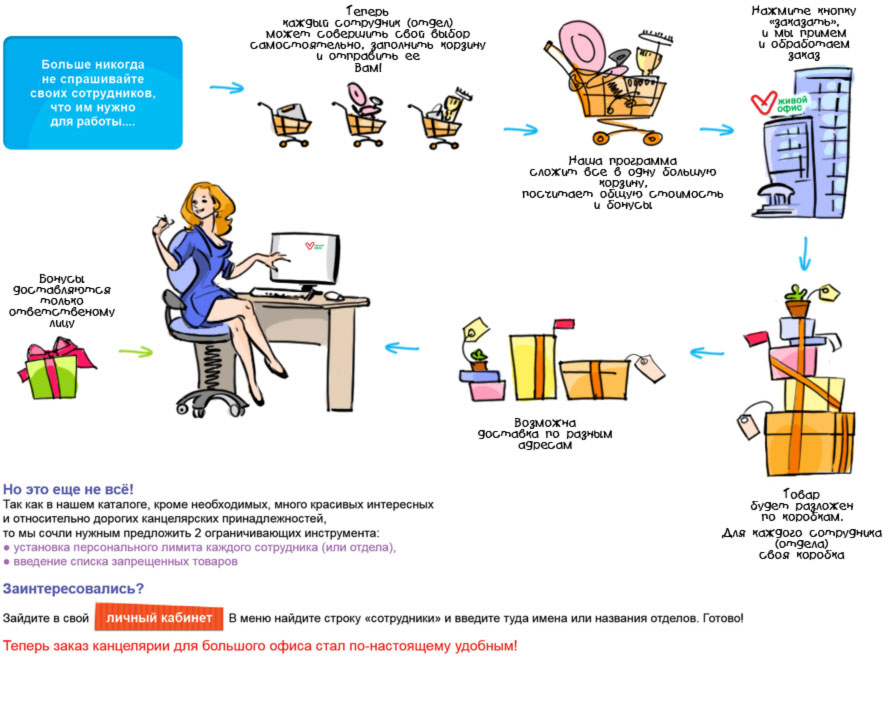 Больше никогда
не спрашивайте
своих сотрудников,
что им нужно
для работы....
Теперь
каждый сотрудник (отдел)
может совершить свой выбор
самостоятельно, заполнить корзину
и отправить ее
Вам!
Наша программа
сложит все в одну большую
корзину,
посчитает общую стоимость
и бонусы
Нажмите кнопку
«заказать»,
и мы примем
и обработаем
заказ
живой
офис
Товар
будет разложен
по коробкам.
Для каждого сотрудника
(отдела)
своя коробка
Возможна
доставка по разным
адресам
Бонусы
доставляются
только
ответственому
лицу
Но это еще не всё!
Так как в нашем каталоге, кроме необходимых, много красивых интересных
и относительно дорогих канцелярских принадлежностей,
то мы сочли нужным предложить 2 ограничивающих инструмента:
● установка персонального лимита каждого сотрудника (или отдела),
● введение списка запрещенных товаров
Заинтересовались?
Зайдите в свой личный кабинет В меню найдите строку «сотрудники» и введите туда имена или названия отделов. Готово!
Теперь заказ канцелярии для большого офиса стал по-настоящему удобным!